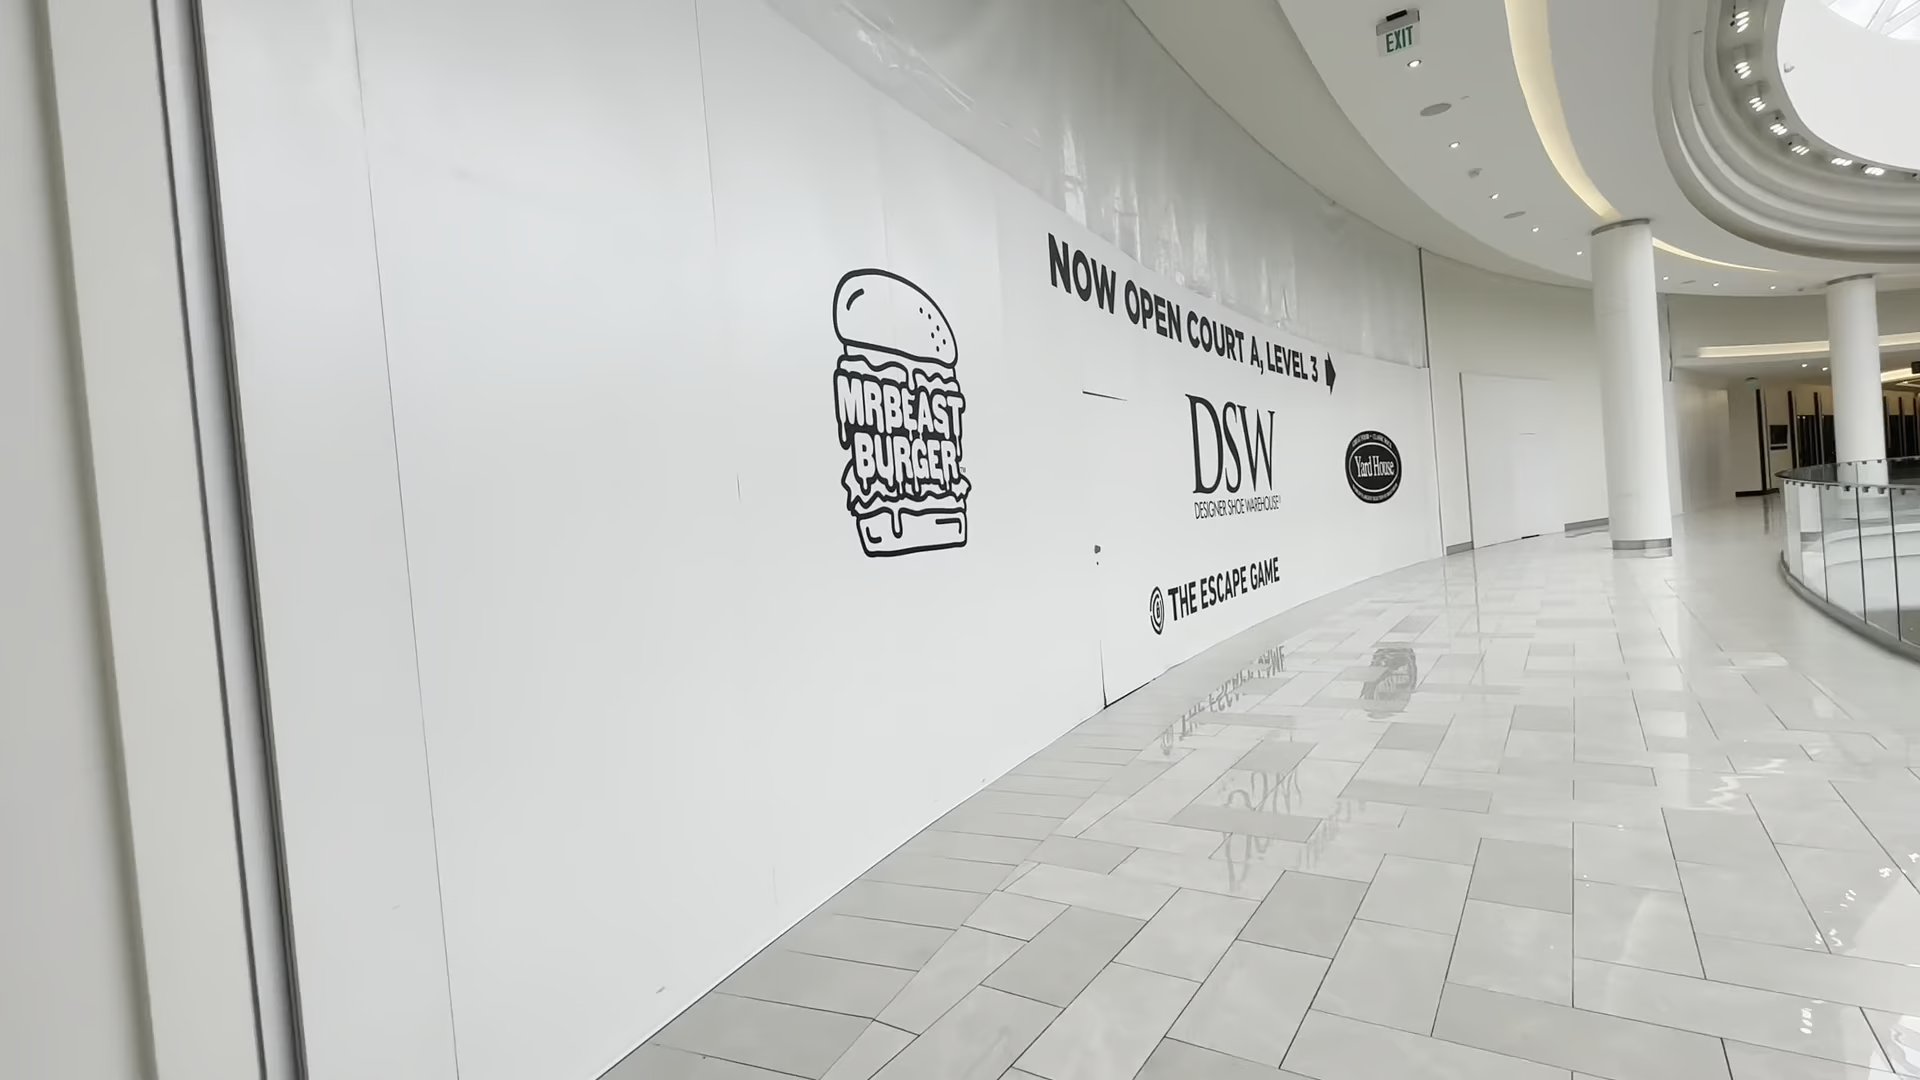 EXIT
NOW OPEN COURT A, LEVEL 3
MRBEAST
BURGER
DSW
DESIGNER SHOE WAREHOUSE
Yard House
THE ESCAPE GAME